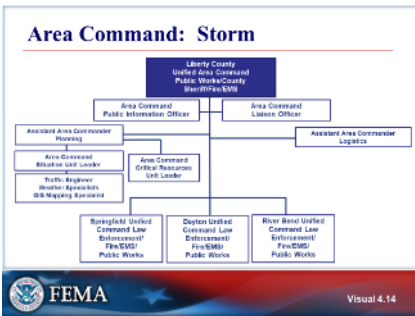 Area Command: Storm
Liberty County
Unified Area Command
Public Works/County
Sheriff/Fire/EMS
Area Command
Public Information Officer
Area Command
Liaison Officer
Assistant Area Commander
Planning
Assistant Area Commander
Logistics
Area Command
Situation Unit Leader
Area Command
Critical Resources
Unit Leader
Traffic Engineer
Weather Specialists
GIS Mapping Specialist
Springfield Unified
Command Law
Enforcement/
Fire/EMS/
Public Works
Dayton Unified
Command Law
Enforcement/
Fire/EMS/
Public Works
River Bend Unified
Command Law
Enforcement/
Fire/EMS/
Public Works
FEMA
Visual 4.14